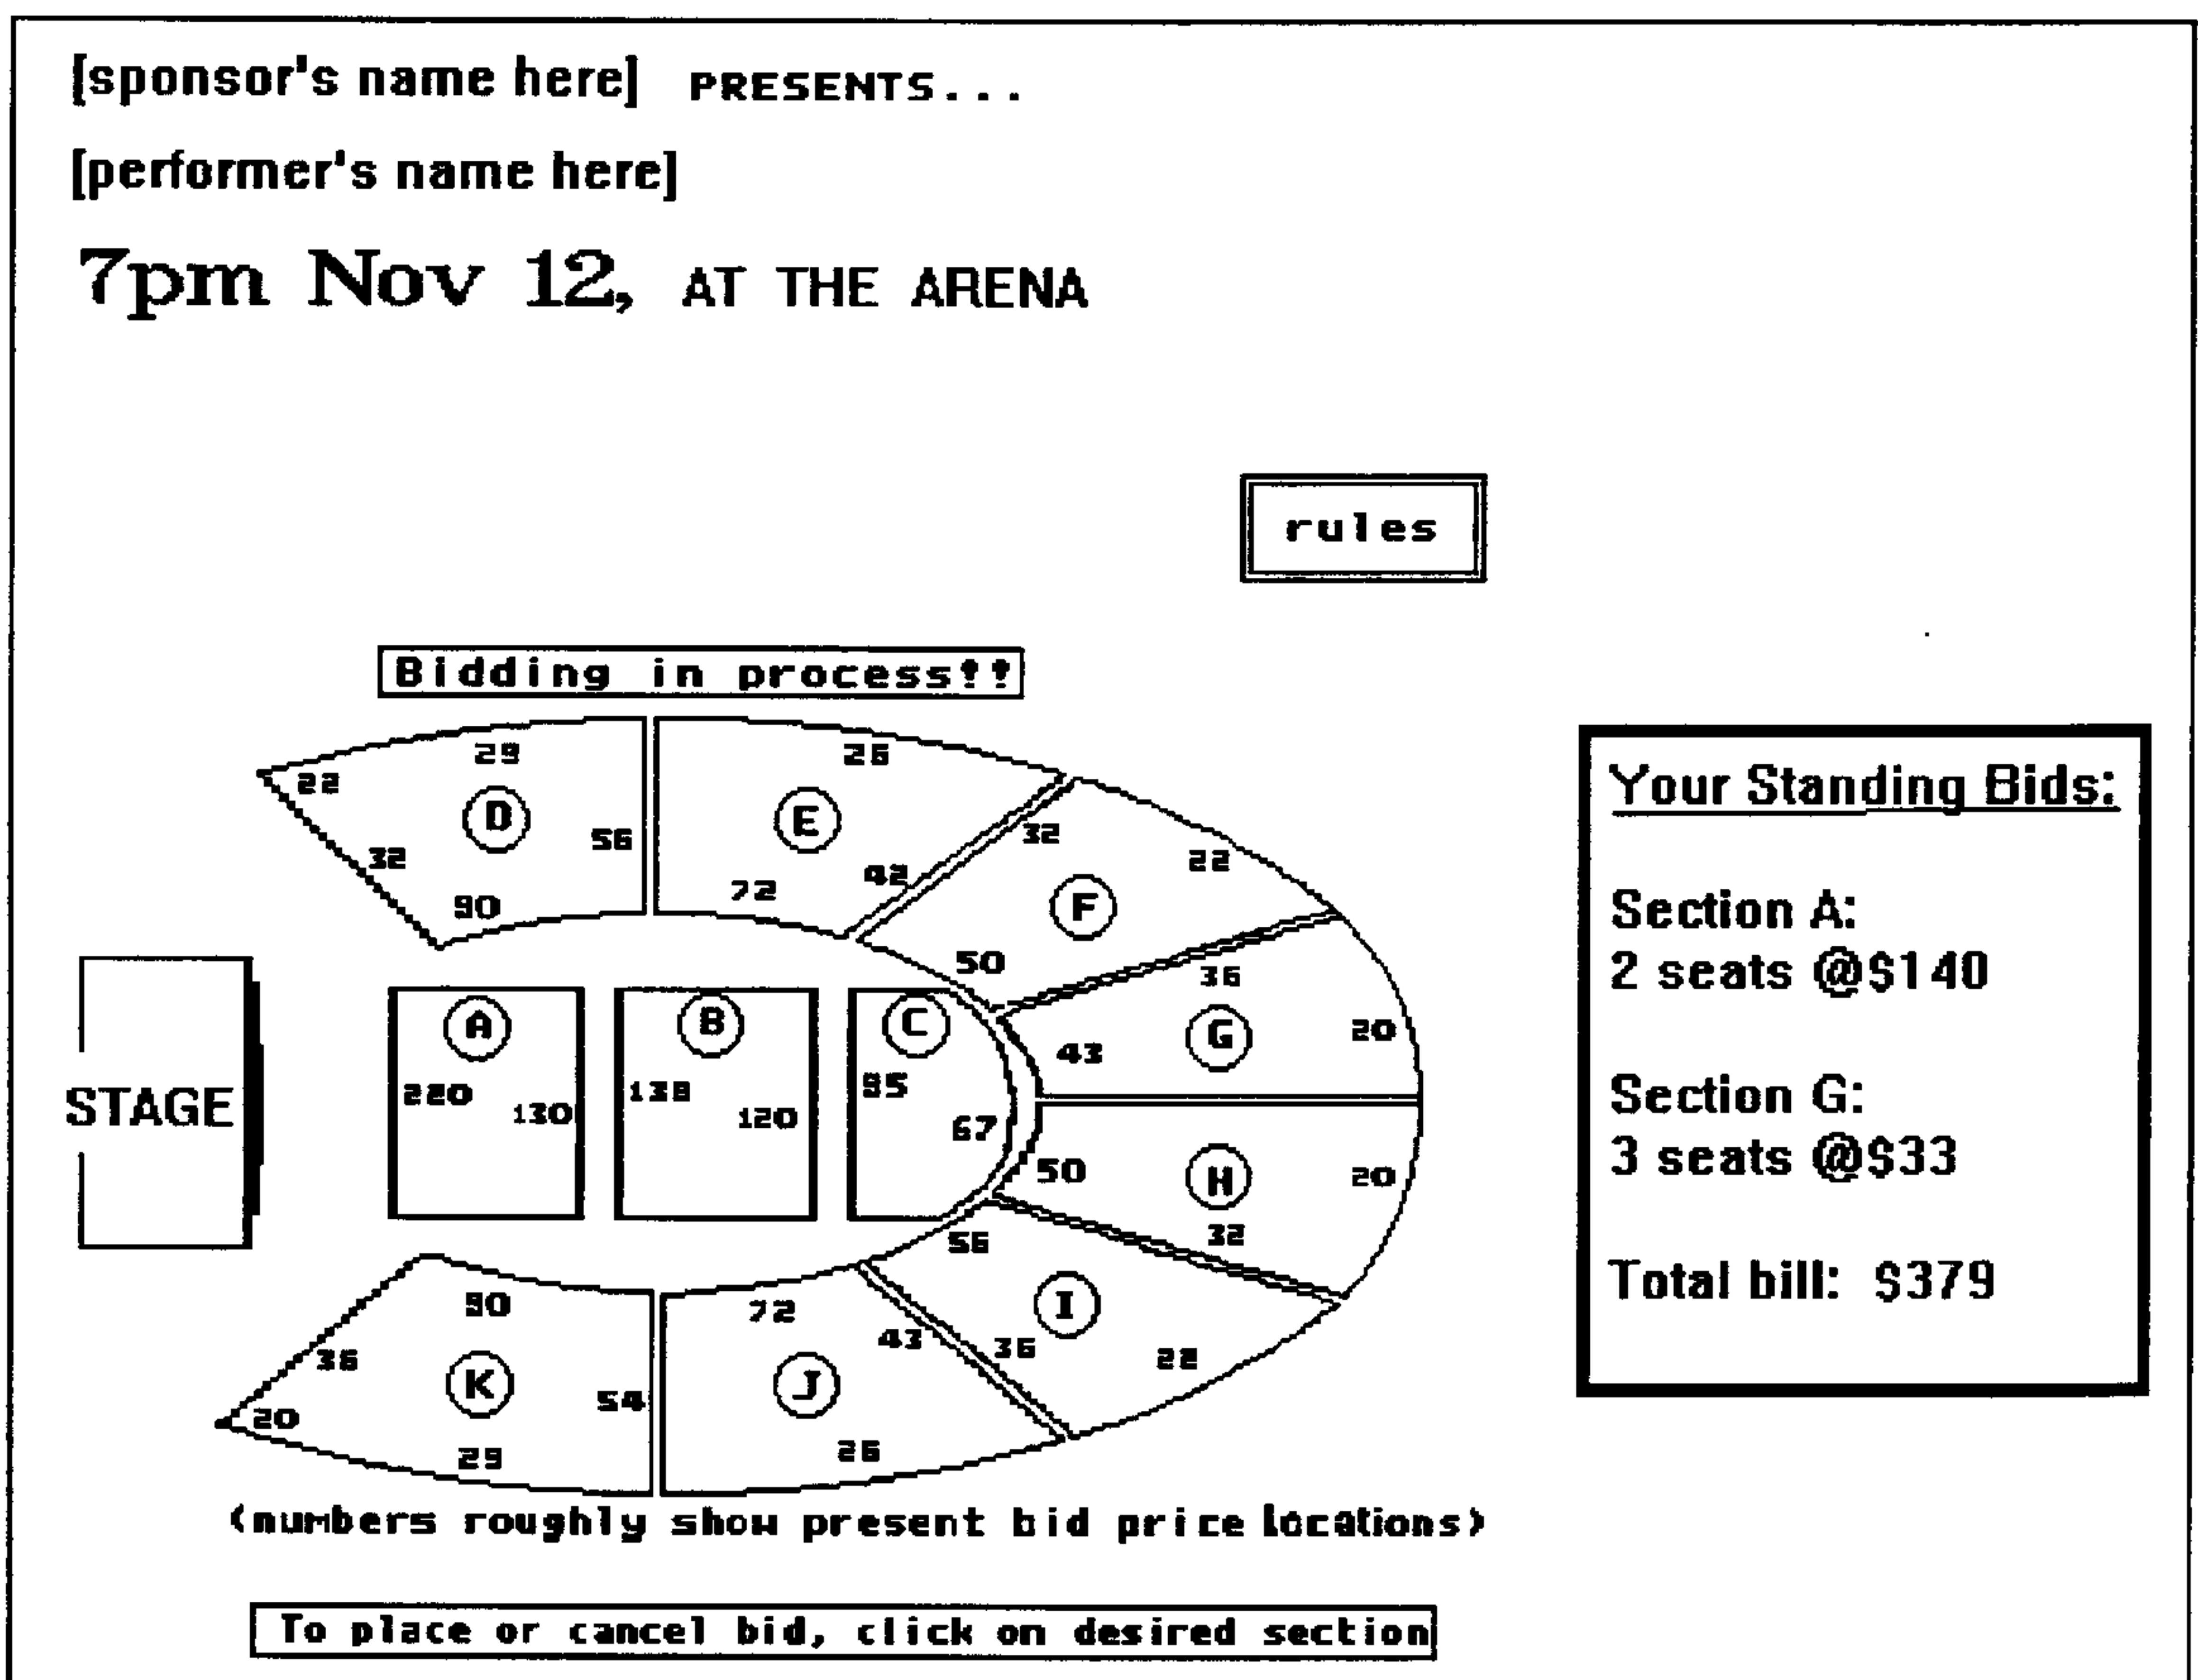 [sponsor's name here] PRESENTS...
[performer's name here]
7pm Nov 12, AT THE ARENA
rules
Bidding in process!!
29
26
22
D
E
56
32
32
22
42
90
72
F
50
36
A
B
C
G
20
43
220
130
138
120
95
67
STAGE
50
H
20
32
56
90
72
I
43
36
22
36
K
J
54
20
29
26
(numbers roughly show present bid price locations)
To place or cancel bid, click on desired section
Your Standing Bids:
Section A:
2 seats @$140
Section G:
3 seats @$33
Total bill: $379